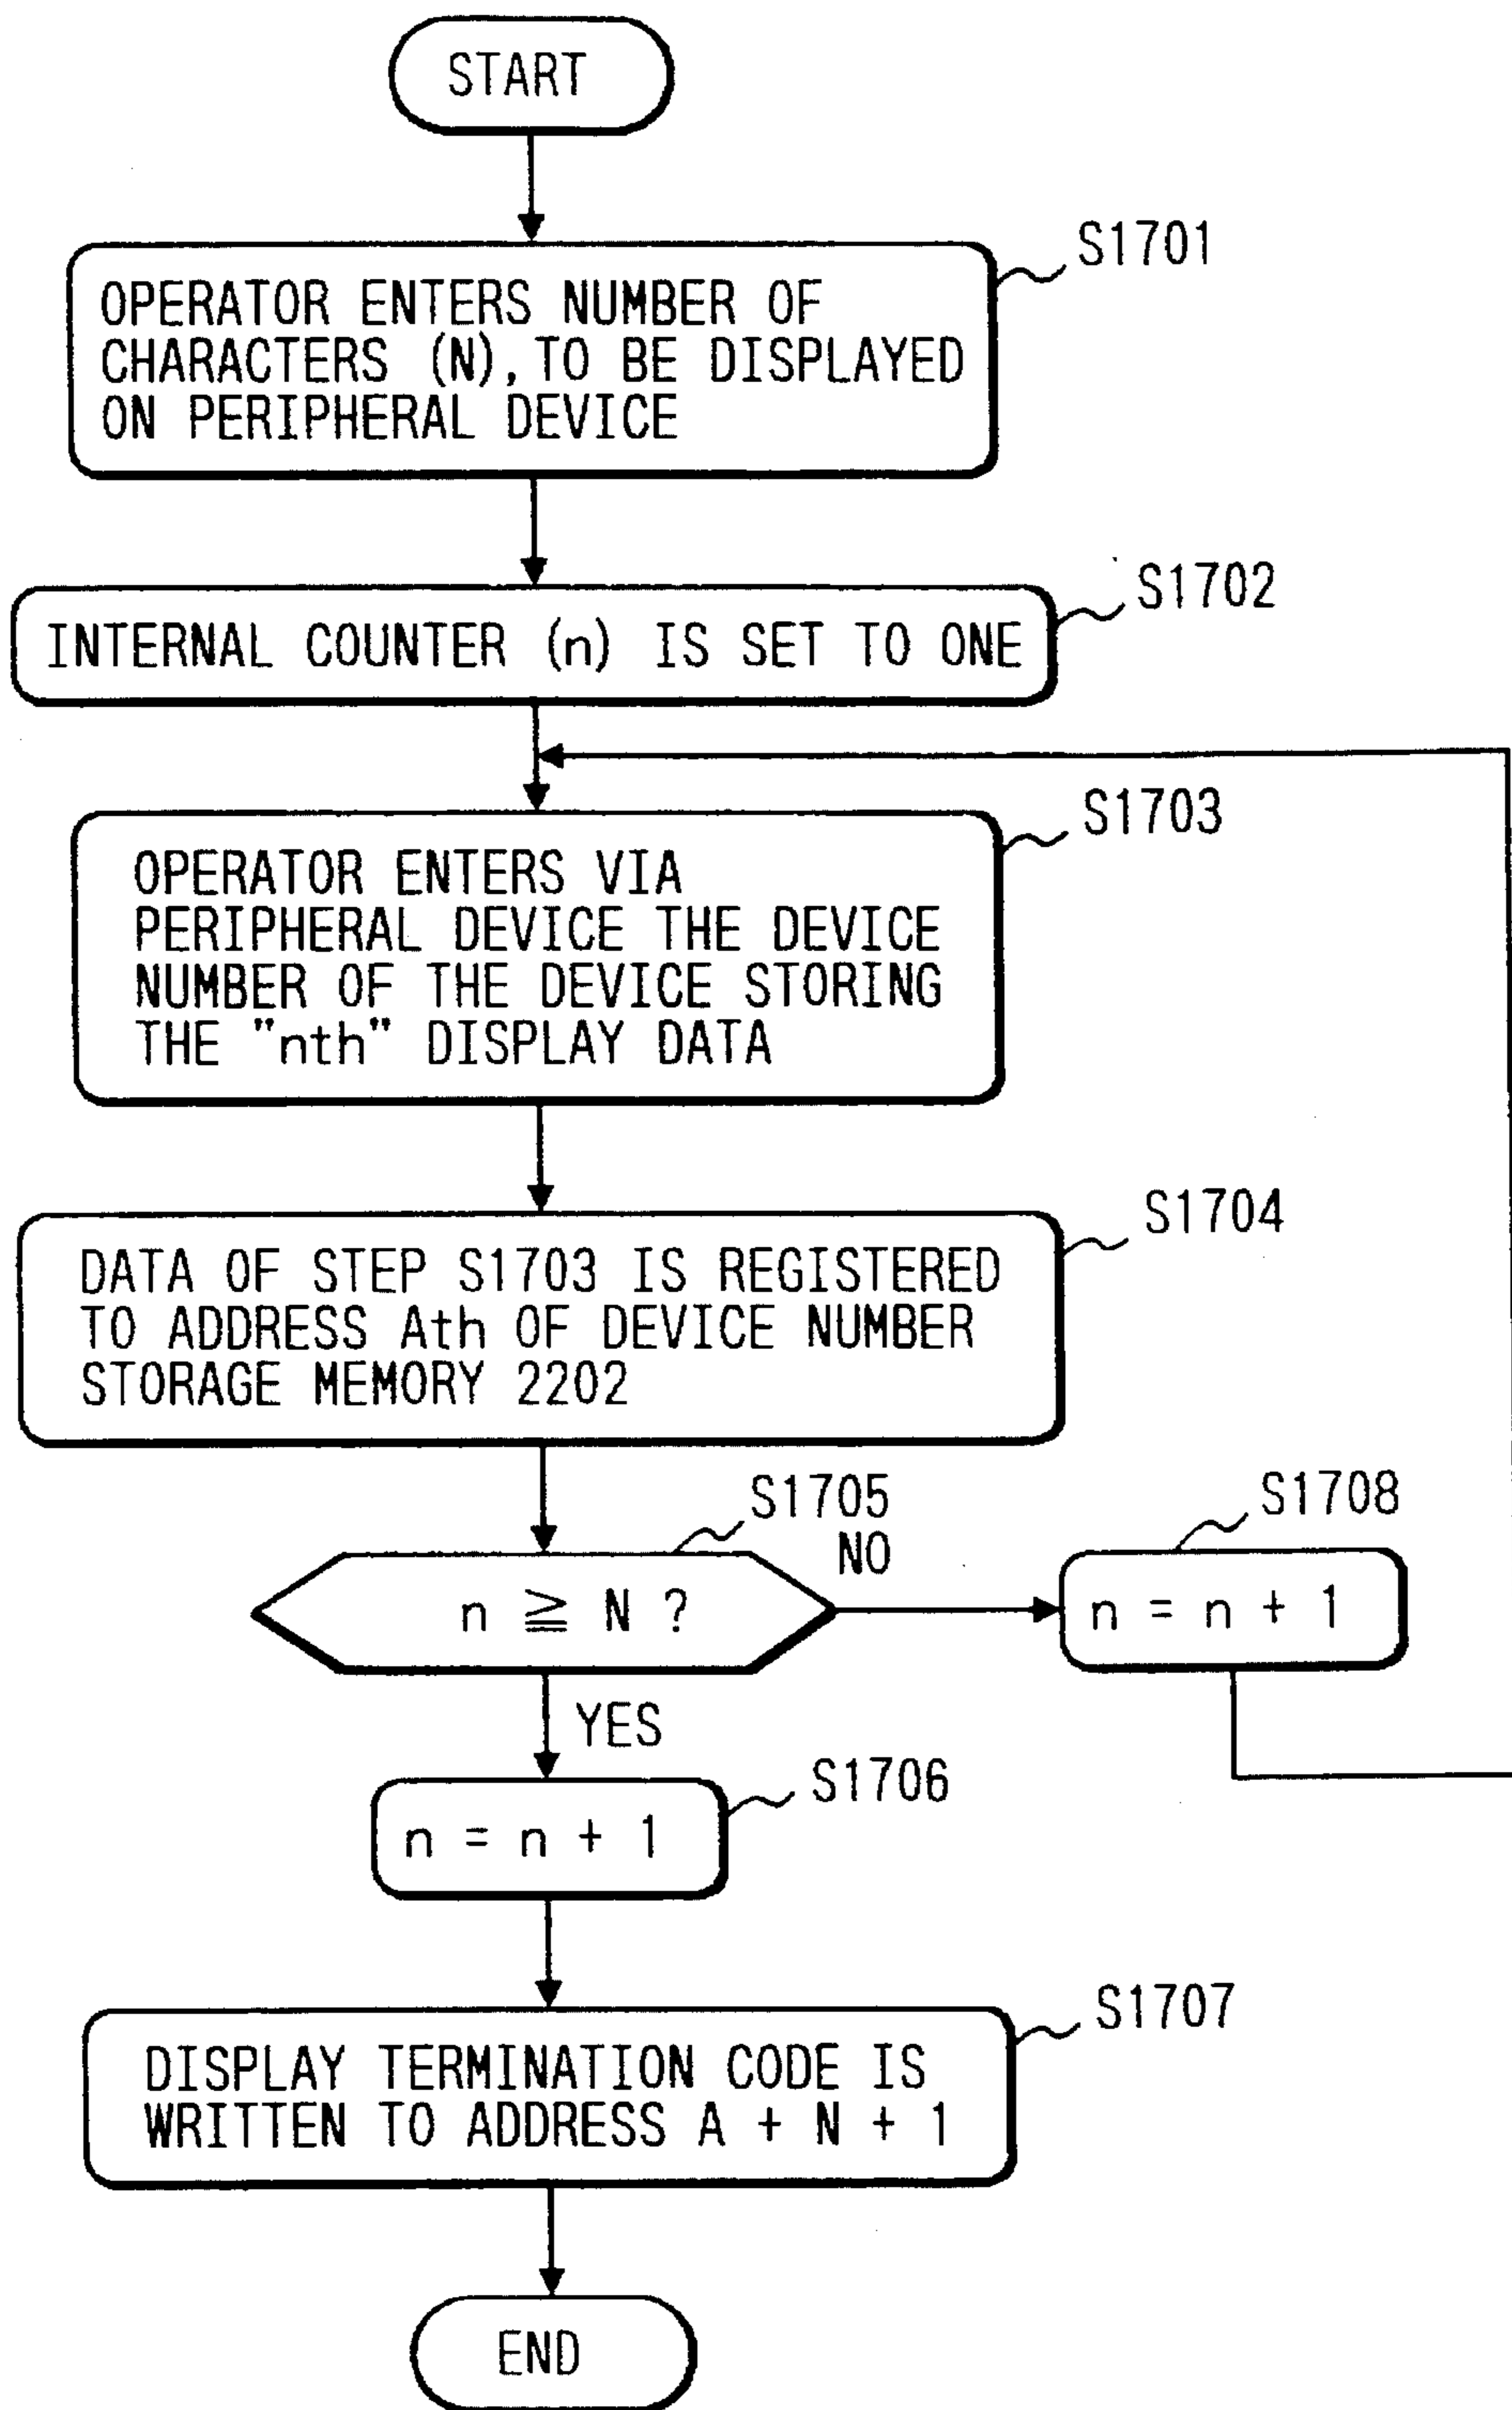 START
S1701
OPERATOR ENTERS NUMBER OF
CHARACTERS (N), TO BE DISPLAYED
ON PERIPHERAL DEVICE
S1702
INTERNAL COUNTER (n) IS SET TO ONE
S1703
OPERATOR ENTERS VIA
PERIPHERAL DEVICE THE DEVICE
NUMBER OF THE DEVICE STORING
THE "nth" DISPLAY DATA
S1704
DATA OF STEP S1703 IS REGISTERED
TO ADDRESS Ath OF DEVICE NUMBER
STORAGE MEMORY 2202
S1705
NO
S1708
n ≧ N ?
n = n + 1
YES
S1706
n = n + 1
S1707
DISPLAY TERMINATION CODE IS
WRITTEN TO ADDRESS A + N + 1
END